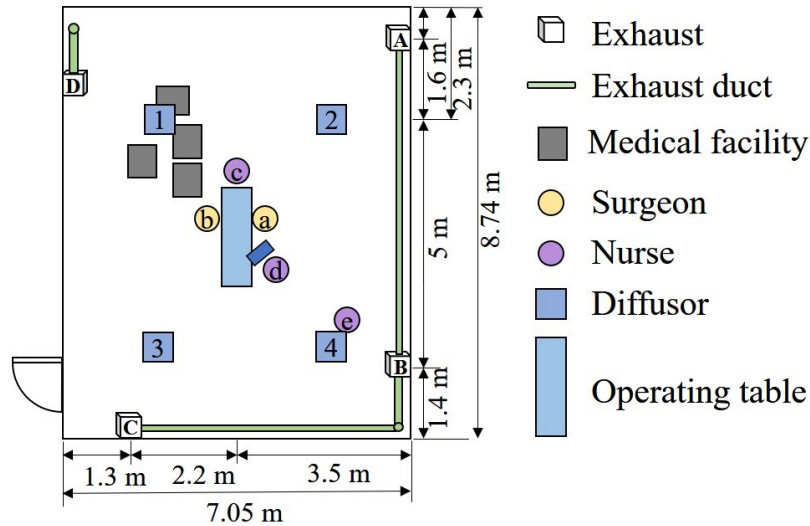 A
1.6 m
2.3 m
D
1
2
c
b
a
5 m
8.74 m
d
e
3
4
B
1.4 m
C
1.3 m
2.2 m
3.5 m
7.05 m
Exhaust
Exhaust duct
Medical facility
Surgeon
Nurse
Diffusor
Operating table